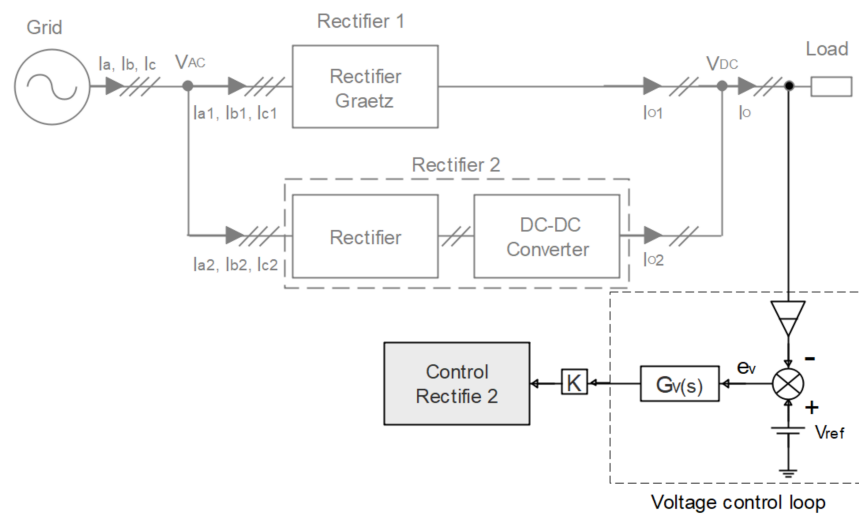 Grid
Rectifier 1
Ia, Ib, Ic
VAC
Rectifier
Graetz
VDC
Load
Ia1, Ib1, Ic1
IO1
IO
Rectifier 2
Rectifier
DC-DC
Converter
Ia2, Ib2, Ic2
IO2
Control
Rectifie 2
K
Gv(s)
ev
-
+
Vref
Voltage control loop